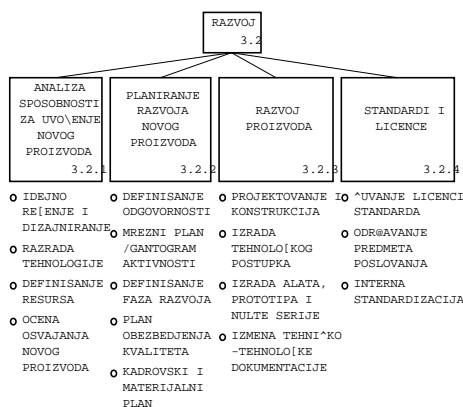 RAZVOJ
3.2
ANALIZA
SPOSOBNOSTI
ZA UVO\ENJE
NOVOG
PROIZVODA
3.2.1
PLANIRANJE
RAZVOJA
NOVOG
PROIZVODA
3.2.2
RAZVOJ
PROIZVODA
3.2.3
STANDARDI I
LICENCE
3.2.4
IDEJNO
RE[ENJE I
DIZAJNIRANJE
RAZRADA
TEHNOLOGIJE
DEFINISANJE
RESURSA
OCENA
OSVAJANJA
NOVOG
PROIZVODA
DEFINISANJE
ODGOVORNOSTI
MREZNI PLAN
/GANTOGRAM
AKTIVNOSTI
DEFINISANJE
FAZA RAZVOJA
PLAN
OBEZBEDJENJA
KVALITETA
KADROVSKI I
MATERIJALNI
PLAN
PROJEKTOVANJE I
KONSTRUKCIJA
IZRADA
TEHNOLO[KOG
POSTUPKA
IZRADA ALATA,
PROTOTIPA I
NULTE SERIJE
IZMENA TEHNI^KO
-TEHNOLO[KE
DOKUMENTACIJE
^UVANJE LICENCI
STANDARDA
ODR@AVANJE
PREDMETA
POSLOVANJA
INTERNA
STANDARDIZACIJA